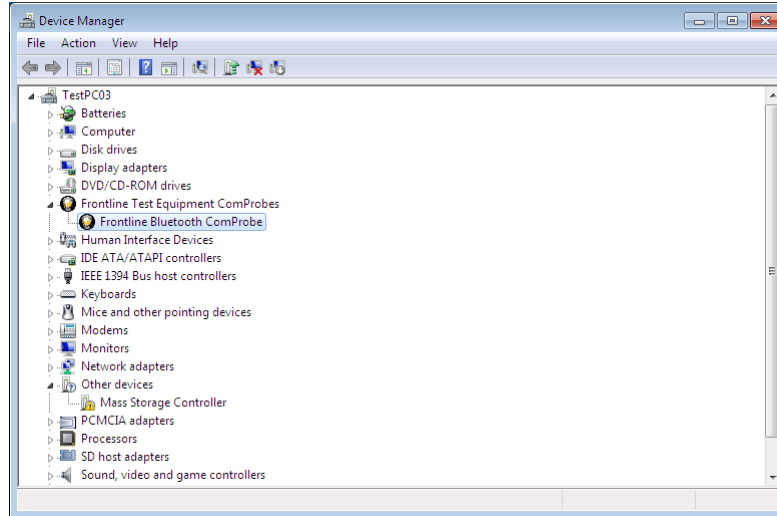 Device Manager
File Action View Help
TestPC03
Batteries
Computer
Disk drives
Display adapters
DVD/CD-ROM drives
Frontline Test Equipment ComProbes
Frontline Bluetooth ComProbe
Human Interface Devices
IDE ATA/ATAPI controllers
IEEE 1394 Bus host controllers
Keyboards
Mice and other pointing devices
Modems
Monitors
Network adapters
Other devices
Mass Storage Controller
PCMCIA adapters
Processors
SD host adapters
Sound, video and game controllers